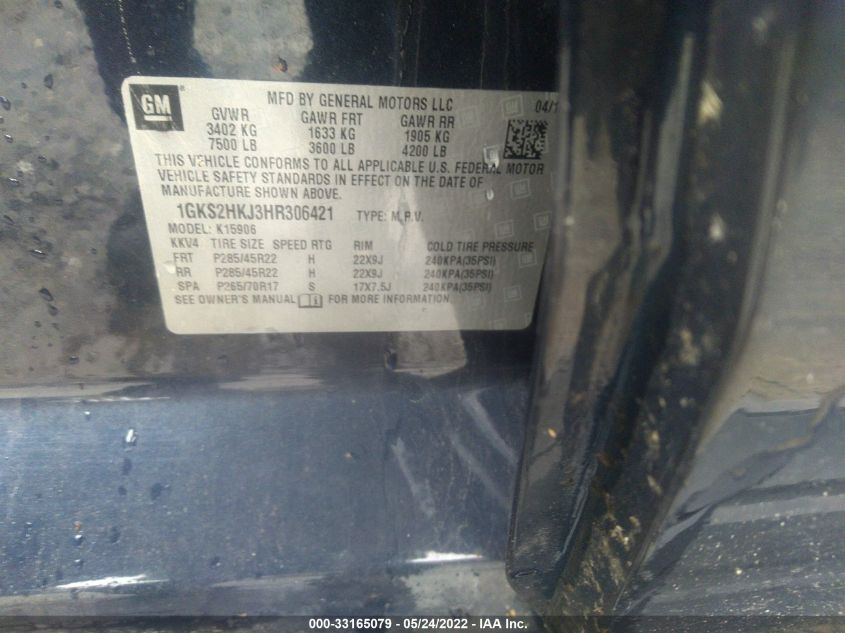 GM
MFD BY GENERAL MOTORS LLC 04/1
GVWR GAWR FRT GAWR RR
3402 KG 1633 KG 1905 KG
7500 LB 3600 LB 4200 LB
THIS VEHICLE CONFORMS TO ALL APPLICABLE U.S. FEDERAL MOTOR
VEHICLE SAFETY STANDARDS IN EFFECT ON THE DATE OF
MANUFACTURE SHOWN ABOVE.
1GKS2HKJ3HR306421 TYPE: M.P.V.
MODEL: K15906
KKV4 TIRE SIZE SPEED RTG RIM COLD TIRE PRESSURE
FRT P285/45R22 H 22X9J 240KPA(35PSI)
RR P285/45R22 H 22X9J 240KPA(35PSI)
SPA P265/70R17 S 17X7.5J 240KPA(35PSI)
SEE OWNER'S MANUAL FOR MORE INFORMATION.
000-33165079 - 05/24/2022 - IAA Inc.